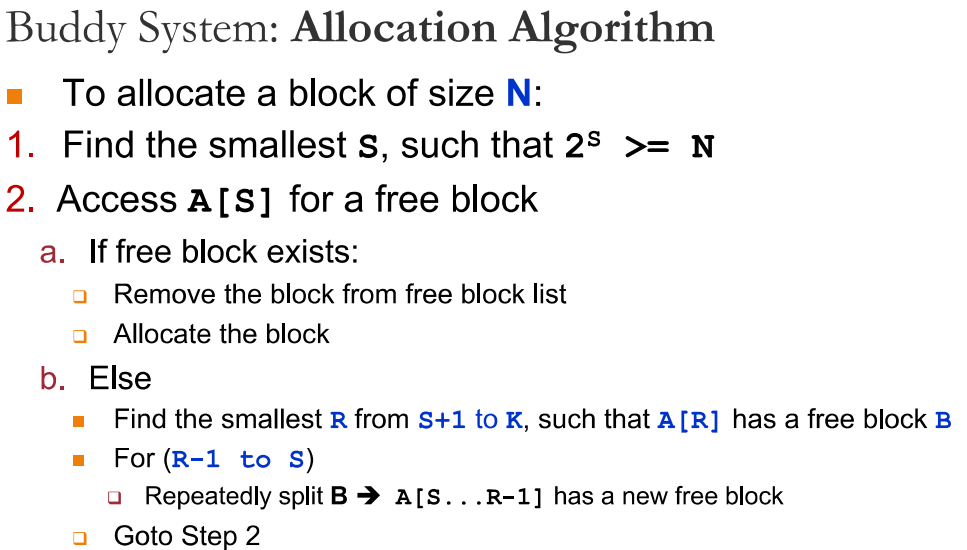 Buddy System: Allocation Algorithm
To allocate a block of size N:
1. Find the smallest S, such that 2ˢ >= N
2. Access A[S] for a free block
a. If free block exists:
Remove the block from free block list
Allocate the block
b. Else
Find the smallest R from S+1 to K, such that A[R] has a free block B
For (R-1 to S)
Repeatedly split B ➔ A[S...R-1] has a new free block
Goto Step 2